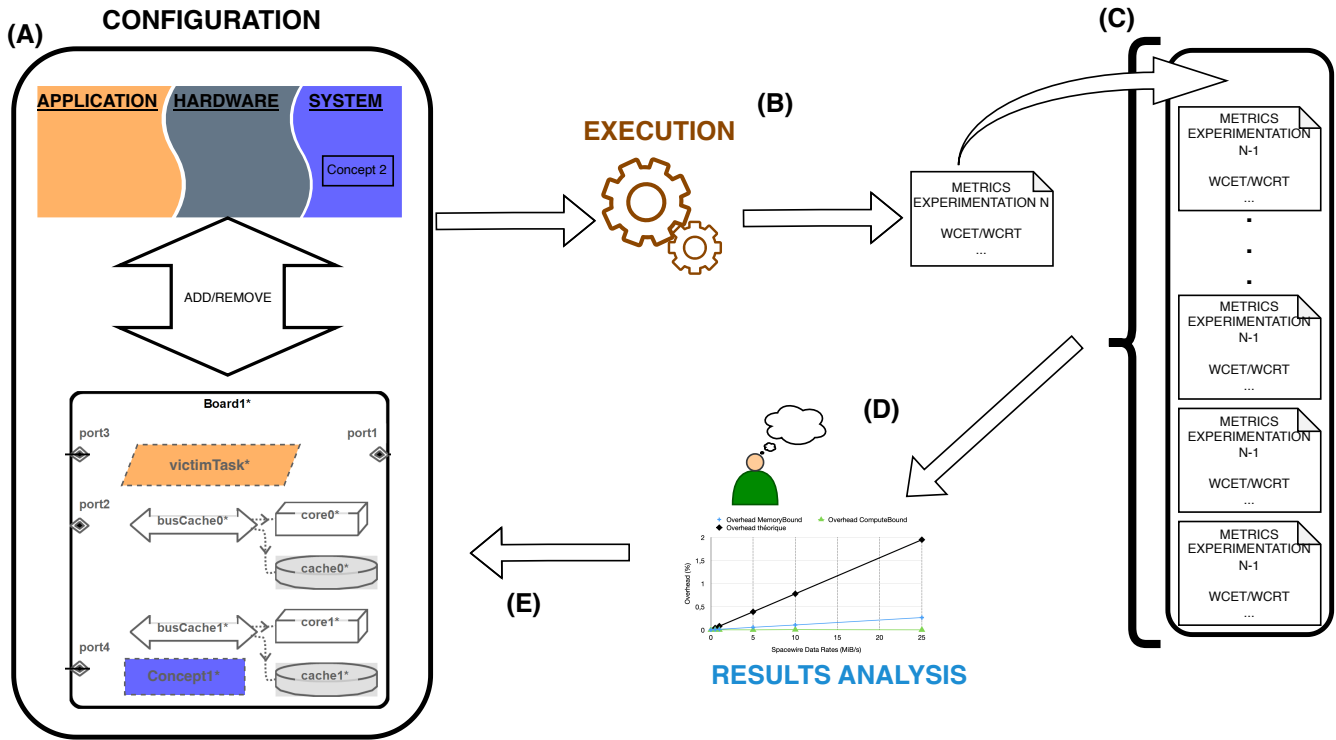 CONFIGURATION
(A)
APPLICATION
HARDWARE
SYSTEM
Concept 2
ADD/REMOVE
Board1*
port3
port1
victimTask*
port2
busCache0*
core0*
cache0*
busCache1*
core1*
port4
Concept1*
cache1*
(B)
EXECUTION
METRICS
EXPERIMENTATION N
WCET/WCRT
...
(C)
METRICS
EXPERIMENTATION
N-1
WCET/WCRT
...
METRICS
EXPERIMENTATION
N-1
WCET/WCRT
...
METRICS
EXPERIMENTATION
N-1
WCET/WCRT
...
METRICS
EXPERIMENTATION
N-1
WCET/WCRT
...
(D)
Overhead MemoryBound
Overhead ComputeBound
Overhead théorique
Overhead (%)
2
1,5
1
0,5
0
0 5 10 15 20 25
Spacewire Data Rates (MiB/s)
RESULTS ANALYSIS
(E)